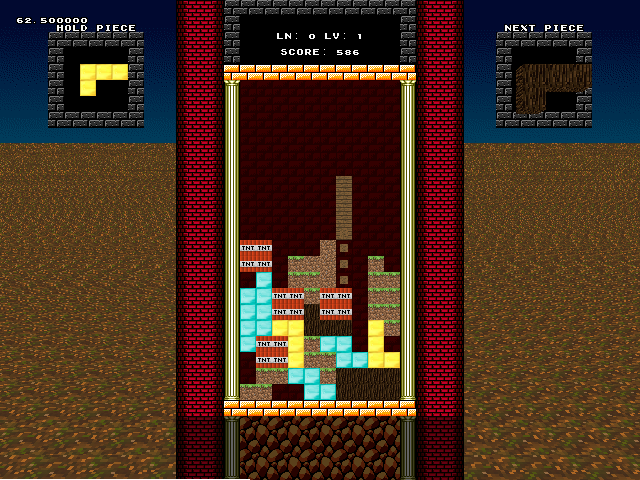 62.500000
HOLD PIECE
LN: 0 LV: 1
SCORE: 586
NEXT PIECE
TNT TNT
TNT TNT
TNT TNT TNT TNT
TNT TNT TNT TNT
TNT TNT
TNT TNT